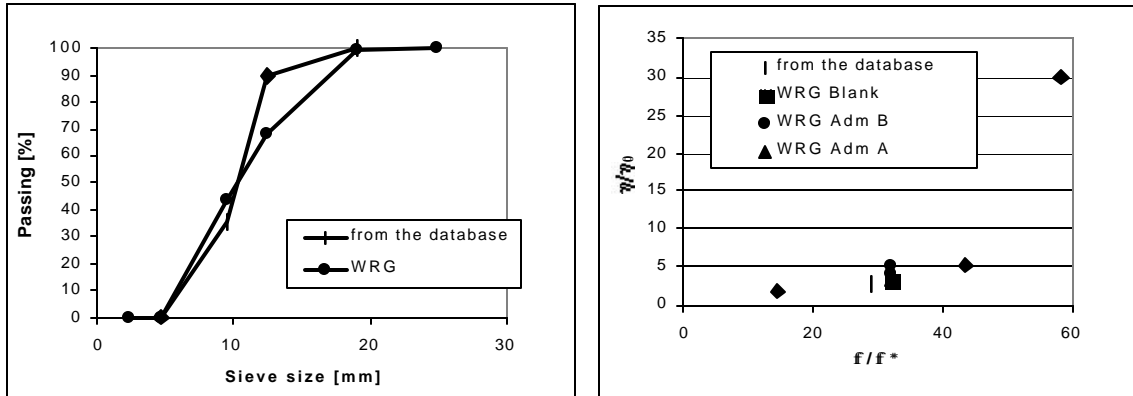 100
90
80
70
60
50
40
30
20
10
0
Passing [%]
from the database
WRG
0 10 20 30
Sieve size [mm]
35
30
25
20
15
10
5
0
η/η0
from the database
WRG Blank
WRG Adm B
WRG Adm A
0 20 40 60
f/f*